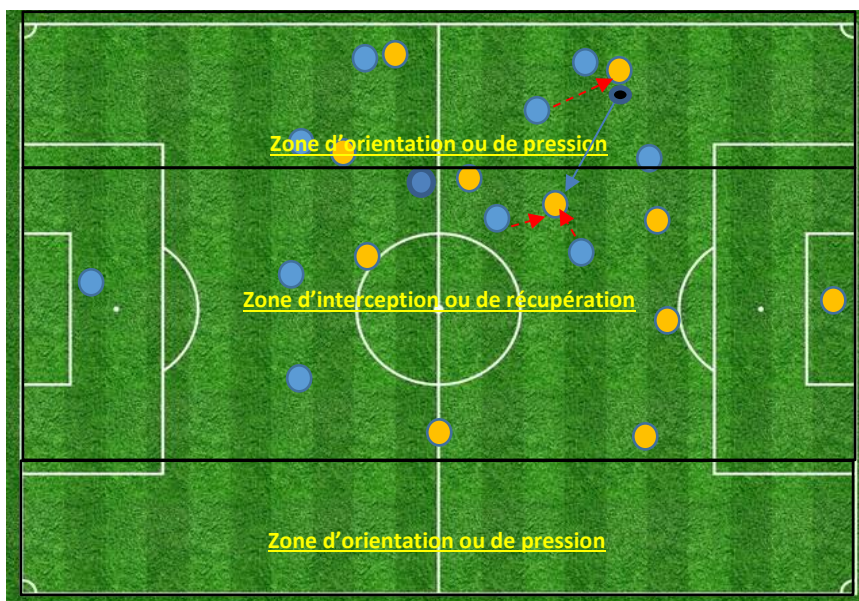 Zone d’orientation ou de pression
Zone d’interception ou de récupération
Zone d’orientation ou de pression